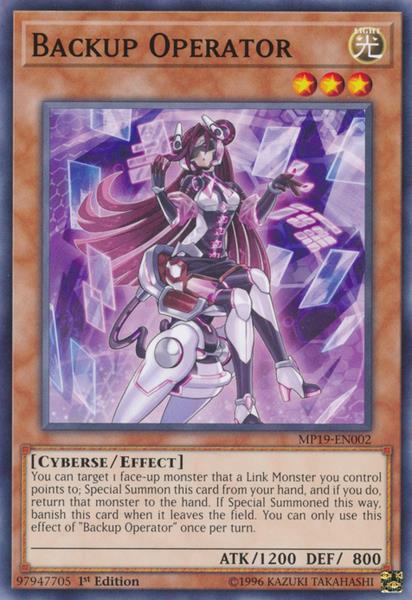 BACKUP OPERATOR
LIGHT
光
MP19-EN002
[CYBERSE/EFFECT]
You can target 1 face-up monster that a Link Monster you control
points to; Special Summon this card from your hand, and if you do,
return that monster to the hand. If Special Summoned this way,
banish this card when it leaves the field. You can only use this
effect of "Backup Operator" once per turn.
ATK/1200 DEF/ 800
97947705 1st Edition ©1996 KAZUKI TAKAHASHI